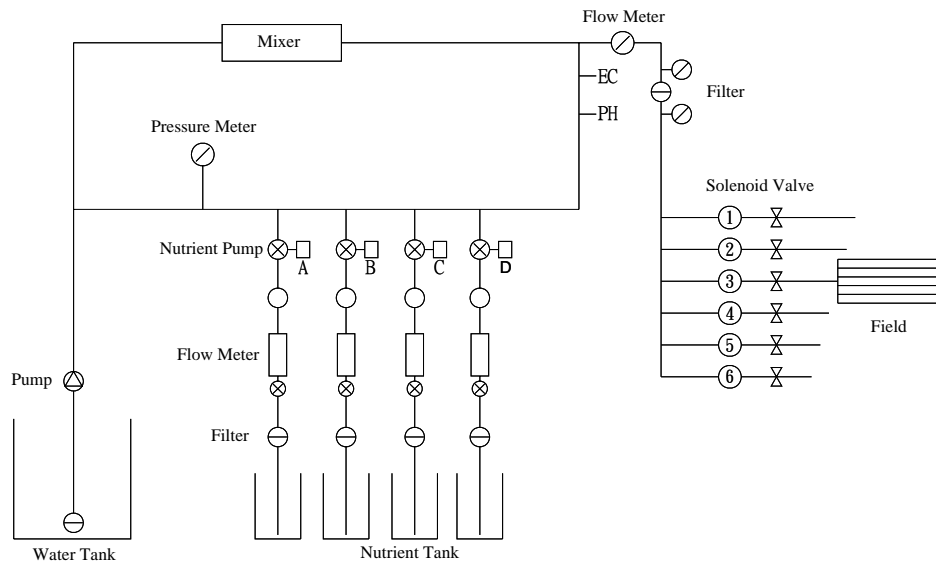 Flow Meter
Mixer
EC
Filter
PH
Pressure Meter
Solenoid Valve
1
2
3
4
5
6
Nutrient Pump
A
B
C
D
Field
Flow Meter
Pump
Filter
Water Tank
Nutrient Tank